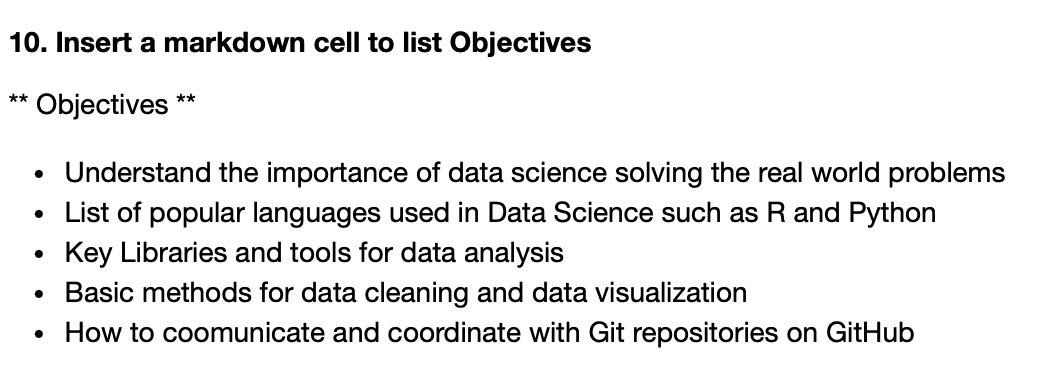 10. Insert a markdown cell to list Objectives
** Objectives **
• Understand the importance of data science solving the real world problems
• List of popular languages used in Data Science such as R and Python
• Key Libraries and tools for data analysis
• Basic methods for data cleaning and data visualization
• How to coomunicate and coordinate with Git repositories on GitHub